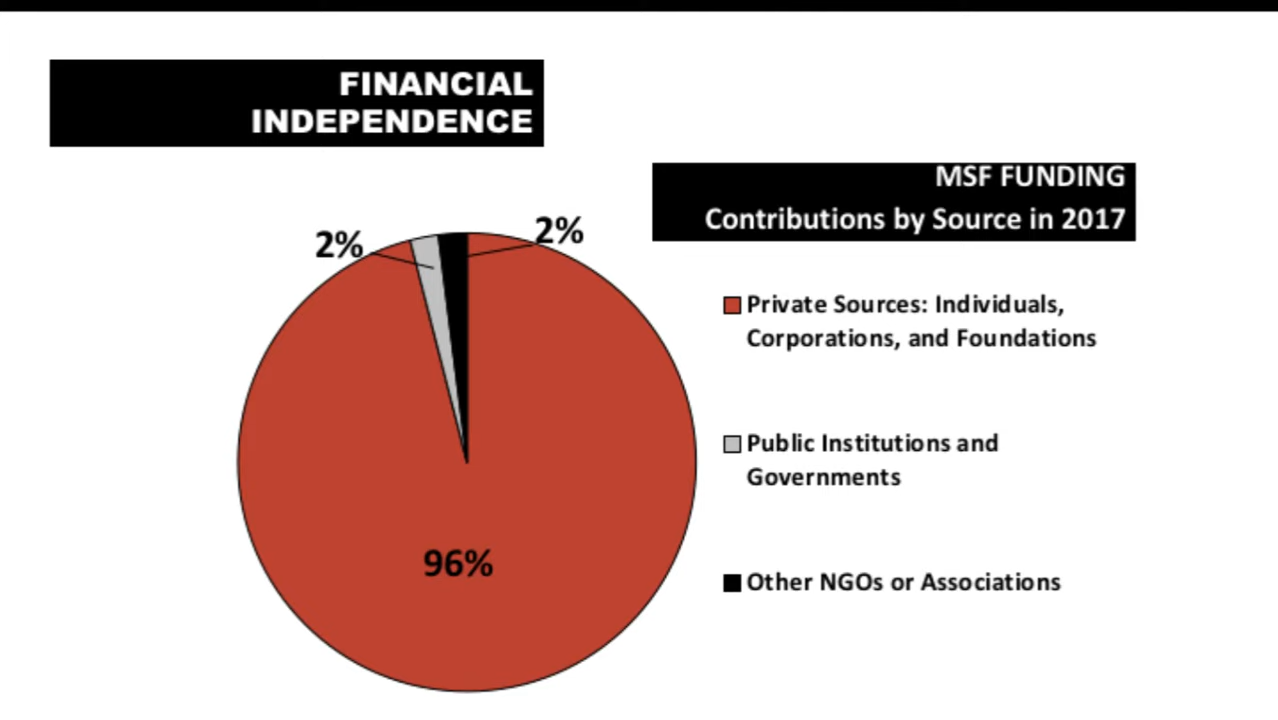 FINANCIAL
INDEPENDENCE
MSF FUNDING
Contributions by Source in 2017
2%
2%
Private Sources: Individuals,
Corporations, and Foundations
Public Institutions and
Governments
96%
Other NGOs or Associations